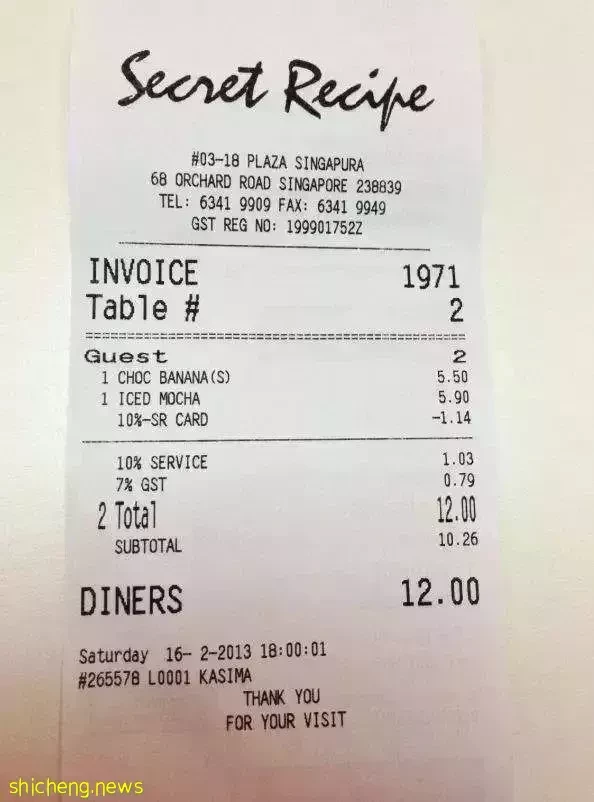 Secret Recipe
#03-18 PLAZA SINGAPURA
68 ORCHARD ROAD SINGAPORE 238839
TEL: 6341 9909 FAX: 6341 9949
GST REG NO: 199901752Z
INVOICE 1971
Table # 2
Guest 2
1 CHOC BANANA(S) 5.50
1 ICED MOCHA 5.90
10%-SR CARD -1.14
10% SERVICE 1.03
7% GST 0.79
2 Total 12.00
SUBTOTAL 10.26
DINERS 12.00
Saturday 16- 2-2013 18:00:01
#265578 L0001 KASIMA
THANK YOU
FOR YOUR VISIT
shicheng.news